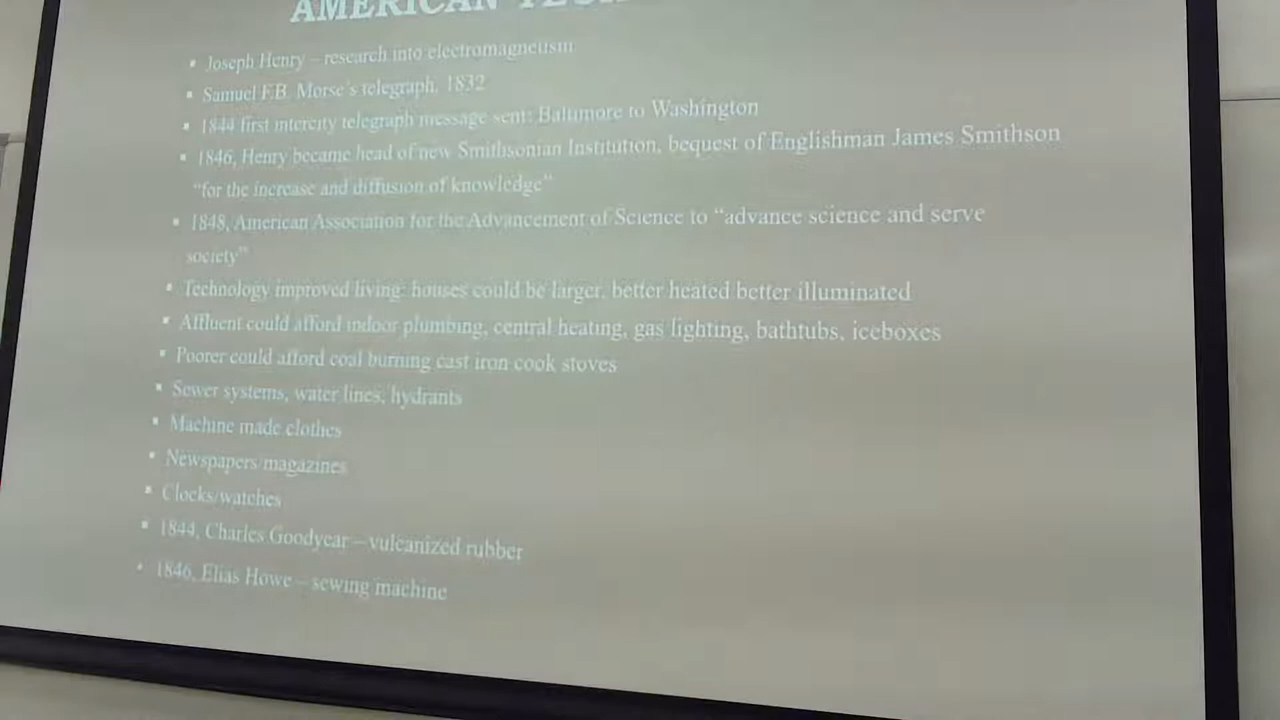 AMERICAN
▪ Joseph Henry – research into electromagnetism
▪ Samuel F.B. Morse's telegraph, 1832
▪ 1844 first intercity telegraph message sent: Baltimore to Washington
▪ 1846, Henry became head of new Smithsonian Institution, bequest of Englishman James Smithson
“for the increase and diffusion of knowledge”
▪ 1848, American Association for the Advancement of Science to “advance science and serve
society”
▪ Technology improved living: houses could be larger, better heated better illuminated
▪ Affluent could afford indoor plumbing, central heating, gas lighting, bathtubs, iceboxes
▪ Poorer could afford coal burning cast iron cook stoves
▪ Sewer systems, water lines, hydrants
▪ Machine made clothes
▪ Newspapers/magazines
▪ Clocks/watches
▪ 1844, Charles Goodyear – vulcanized rubber
▪ 1846, Elias Howe – sewing machine